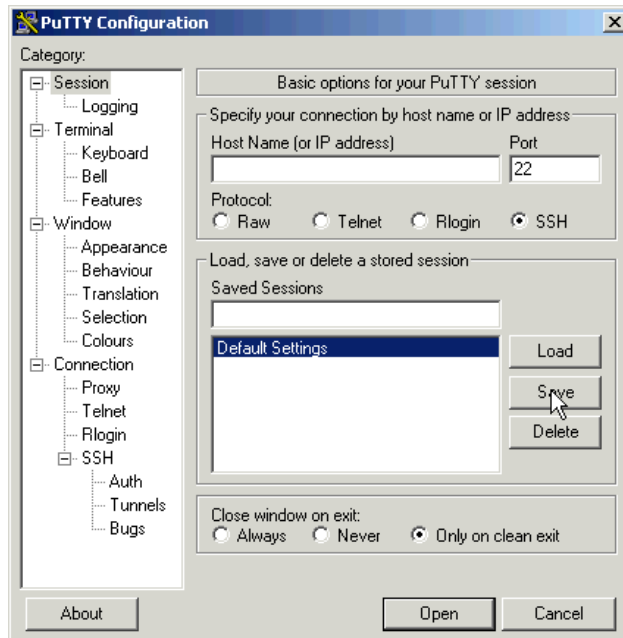 PuTTY Configuration
Category:
Session
Logging
Terminal
Keyboard
Bell
Features
Window
Appearance
Behaviour
Translation
Selection
Colours
Connection
Proxy
Telnet
Rlogin
SSH
Auth
Tunnels
Bugs
Basic options for your PuTTY session
Specify your connection by host name or IP address
Host Name (or IP address) Port
22
Protocol:
Raw Telnet Rlogin SSH
Load, save or delete a stored session
Saved Sessions
Default Settings
Load
Save
Delete
Close window on exit:
Always Never Only on clean exit
About Open Cancel